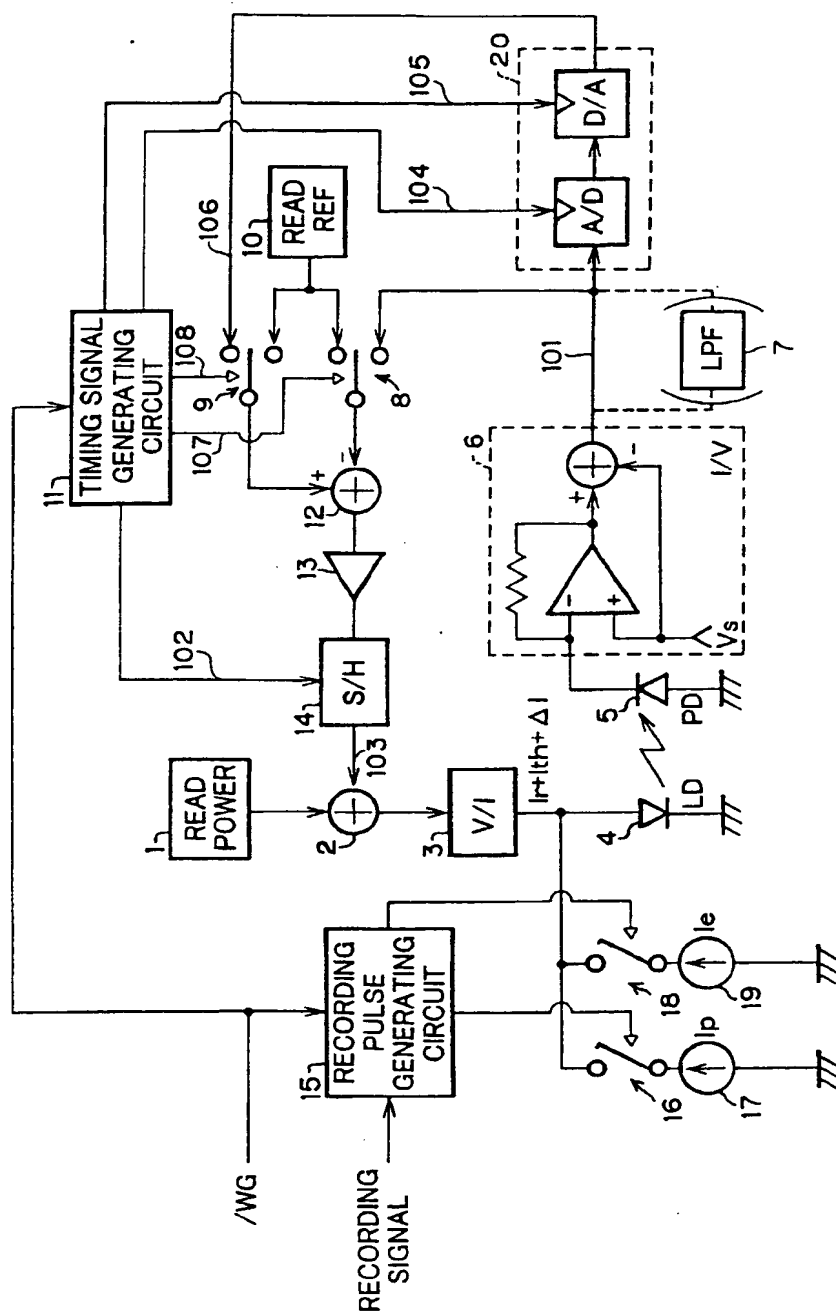 /WG
RECORDING
SIGNAL
15
RECORDING
PULSE
GENERATING
CIRCUIT
16
Ip
17
18
Ie
19
1
READ
POWER
2
3
V/I
Ir+Ith+ΔI
4
LD
5
PD
103
14
S/H
102
13
12
+
-
11
TIMING SIGNAL
GENERATING
CIRCUIT
107
108
9
8
106
10
READ
REF
104
105
20
A/D
D/A
101
LPF
7
6
I/V
+
-
-
+
Vs